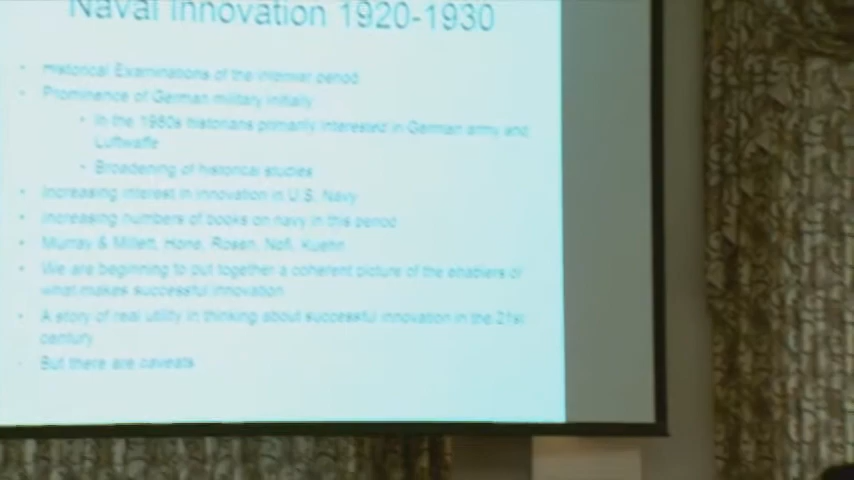 Naval Innovation 1920-1930
Historical Examinations of the interwar period
Prominence of German military initially
In the 1980s historians primarily interested in German army and
Luftwaffe
Broadening of historical studies
Increasing interest in innovation in U.S. Navy
Increasing numbers of books on navy in this period
Murray & Millett, Hone, Rosen, Nofi, Kuehn
We are beginning to put together a coherent picture of the enablers of
what makes successful innovation
A story of real utility in thinking about successful innovation in the 21st
century
But there are caveats